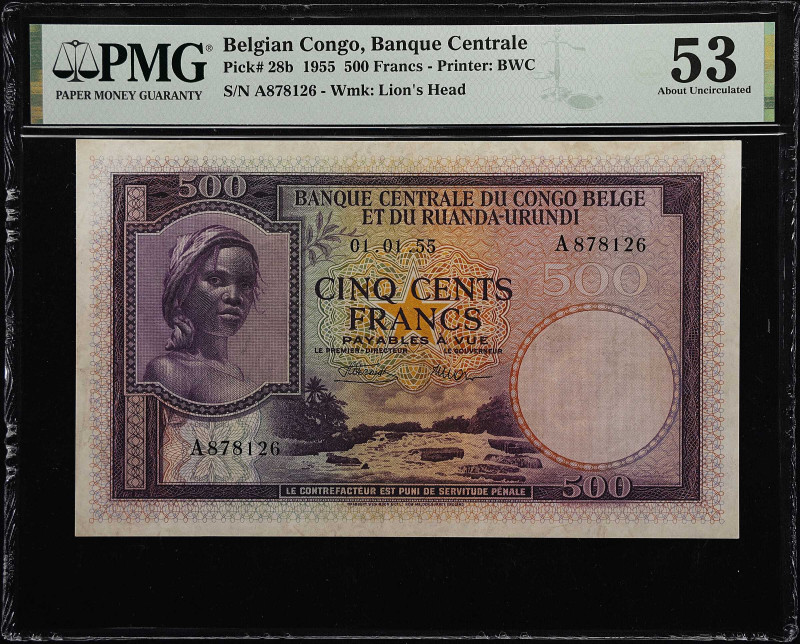 PMG®
PAPER MONEY GUARANTY
Belgian Congo, Banque Centrale
Pick# 28b 1955 500 Francs - Printer: BWC
S/N A878126 - Wmk: Lion's Head
53
About Uncirculated
500
BANQUE CENTRALE DU CONGO BELGE
ET DU RUANDA-URUNDI
01.01.55 A878126
500
CINQ CENTS
FRANCS
PAYABLES A VUE
LE PREMIER-DIRECTEUR LE GOUVERNEUR
A878126
LE CONTREFACTEUR EST PUNI DE SERVITUDE PÉNALE
500